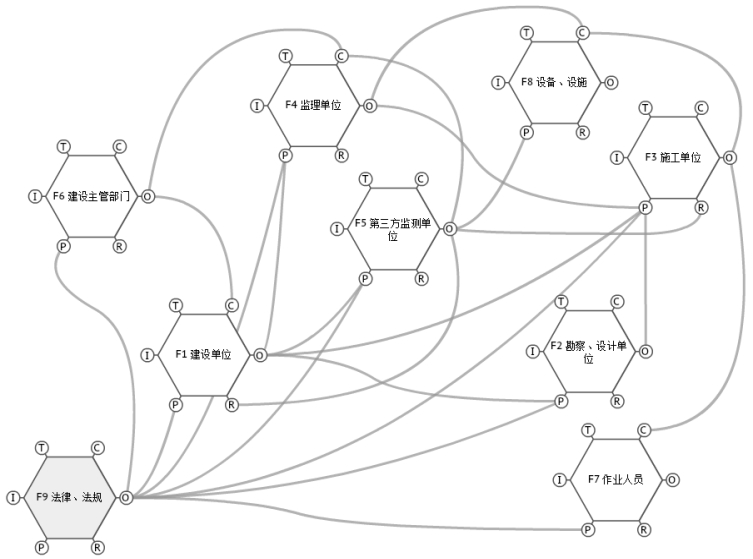 T
C
I
F8 设备、设施
O
P
R
T
C
I
F4 监理单位
O
P
R
T
C
I
F3 施工单位
O
P
R
T
C
I
F6 建设主管部门
O
P
R
T
C
I
F5 第三方监测单
位
O
P
R
T
C
I
F1 建设单位
O
P
R
T
C
I
F2 勘察、设计单
位
O
P
R
T
C
I
F7 作业人员
O
P
R
T
C
I
F9 法律、法规
O
P
R